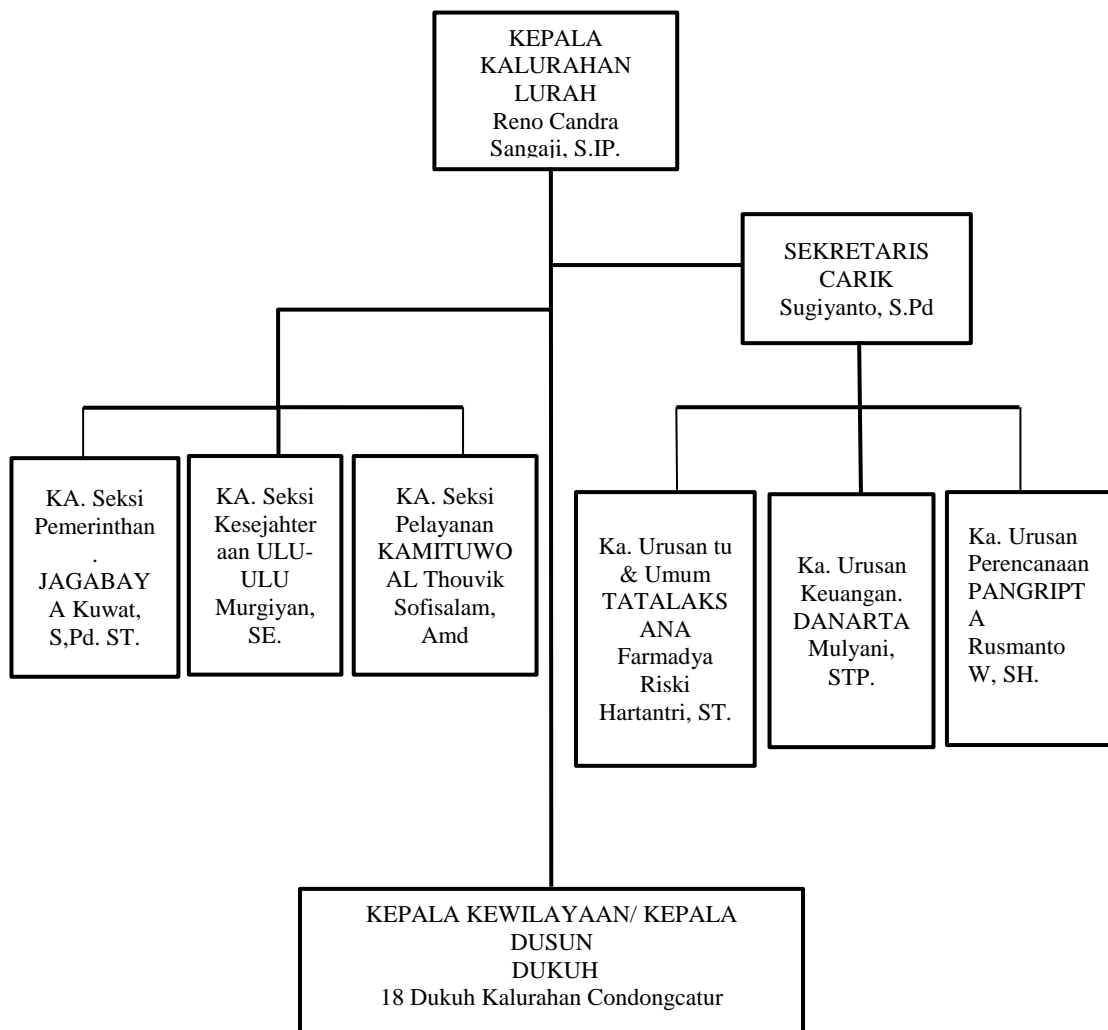 KEPALA
KALURAHAN
LURAH
Reno Candra
Sangaji, S.IP.
SEKRETARIS
CARIK
Sugiyanto, S.Pd
KA. Seksi
Pemerinthan
.
JAGABAY
A Kuwat,
S,Pd. ST.
KA. Seksi
Kesejahter
aan ULU-
ULU
Murgiyan,
SE.
KA. Seksi
Pelayanan
KAMITUWO
AL Thouvik
Sofisalam,
Amd
Ka. Urusan tu
& Umum
TATALAKS
ANA
Farmadya
Riski
Hartantri, ST.
Ka. Urusan
Keuangan.
DANARTA
Mulyani,
STP.
Ka. Urusan
Perencanaan
PANGRIPT
A
Rusmanto
W, SH.
KEPALA KEWILAYAAN/ KEPALA
DUSUN
DUKUH
18 Dukuh Kalurahan Condongcatur